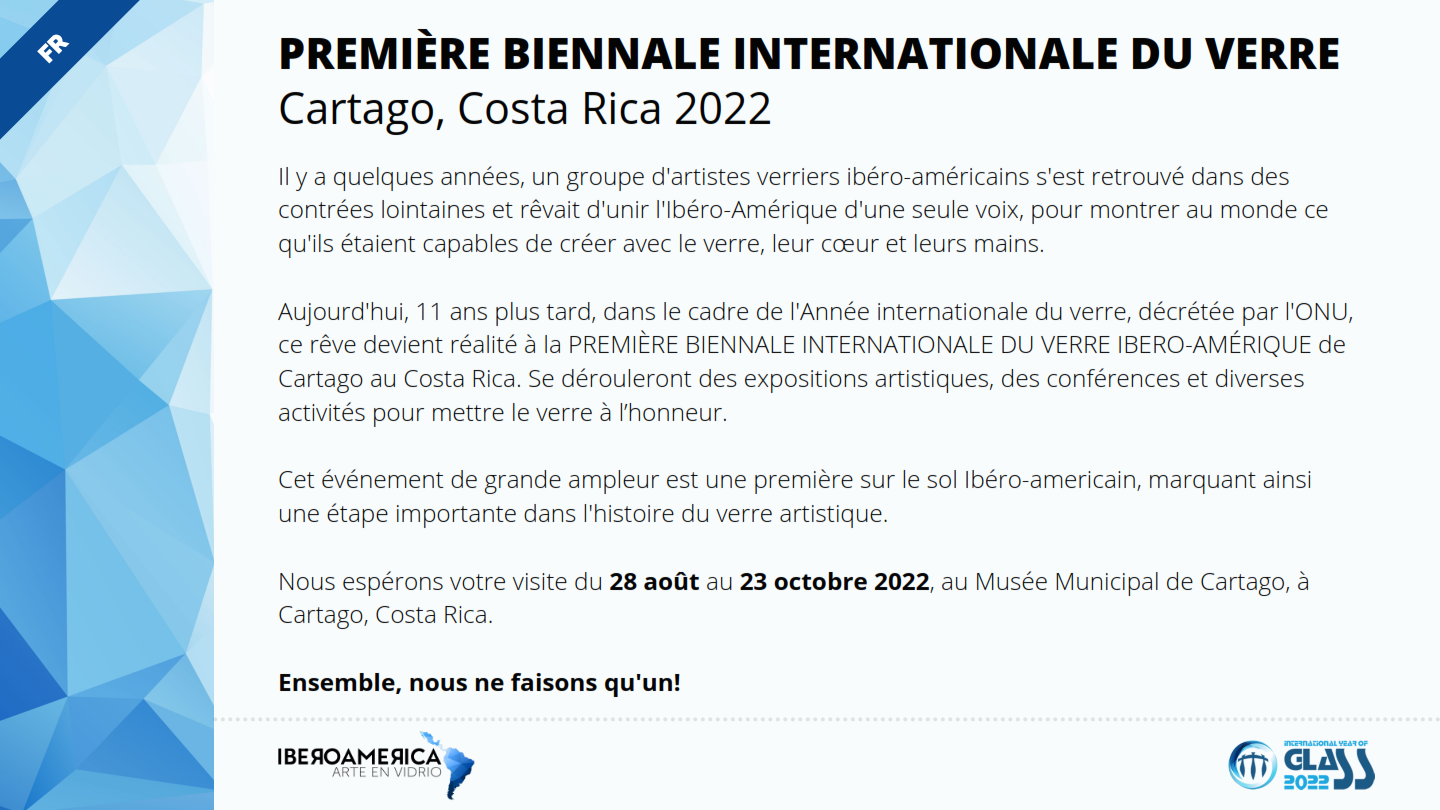 FR
PREMIÈRE BIENNALE INTERNATIONALE DU VERRE
Cartago, Costa Rica 2022
Il y a quelques années, un groupe d'artistes verriers ibéro-américains s'est retrouvé dans des
contrées lointaines et rêvait d'unir l'Ibéro-Amérique d'une seule voix, pour montrer au monde ce
qu'ils étaient capables de créer avec le verre, leur cœur et leurs mains.
Aujourd'hui, 11 ans plus tard, dans le cadre de l'Année internationale du verre, décrétée par l'ONU,
ce rêve devient réalité à la PREMIÈRE BIENNALE INTERNATIONALE DU VERRE IBERO-AMÉRIQUE de
Cartago au Costa Rica. Se dérouleront des expositions artistiques, des conférences et diverses
activités pour mettre le verre à l’honneur.
Cet événement de grande ampleur est une première sur le sol Ibéro-americain, marquant ainsi
une étape importante dans l'histoire du verre artistique.
Nous espérons votre visite du 28 août au 23 octobre 2022, au Musée Municipal de Cartago, à
Cartago, Costa Rica.
Ensemble, nous ne faisons qu'un!
IBEROAMERICA
ARTE EN VIDRIO
INTERNATIONAL YEAR OF
GLASS
2022